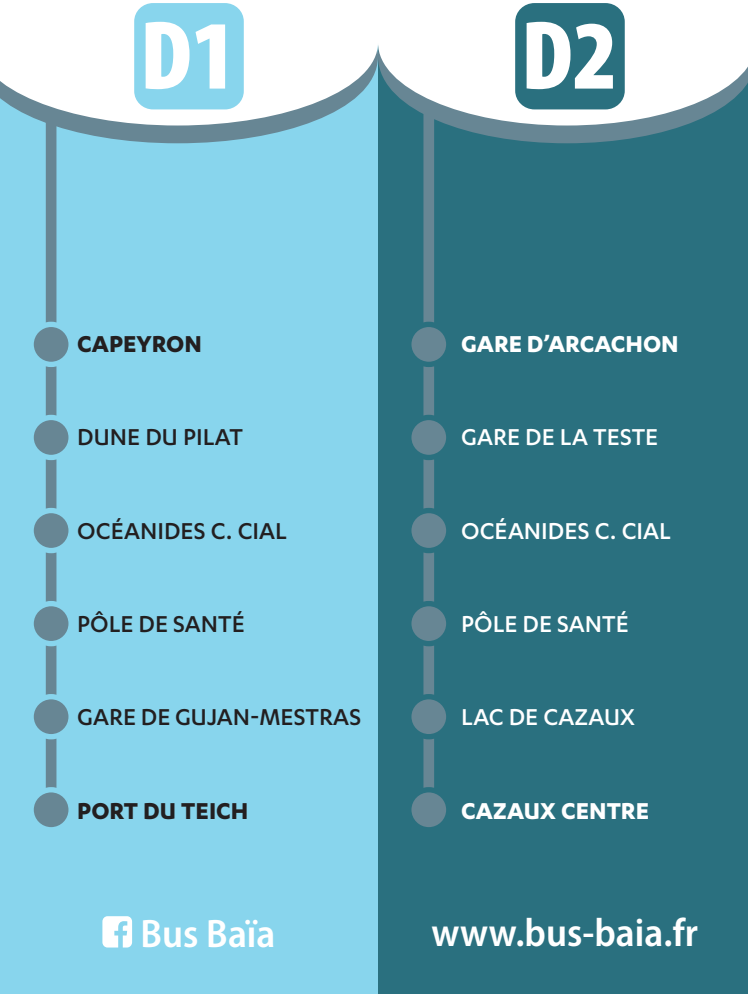 D1
CAPEYRON
DUNE DU PILAT
OCÉANIDES C. CIAL
PÔLE DE SANTÉ
GARE DE GUJAN-MESTRAS
PORT DU TEICH
Bus Baïa
D2
GARE D'ARCACHON
GARE DE LA TESTE
OCÉANIDES C. CIAL
PÔLE DE SANTÉ
LAC DE CAZAUX
CAZAUX CENTRE
www.bus-baia.fr